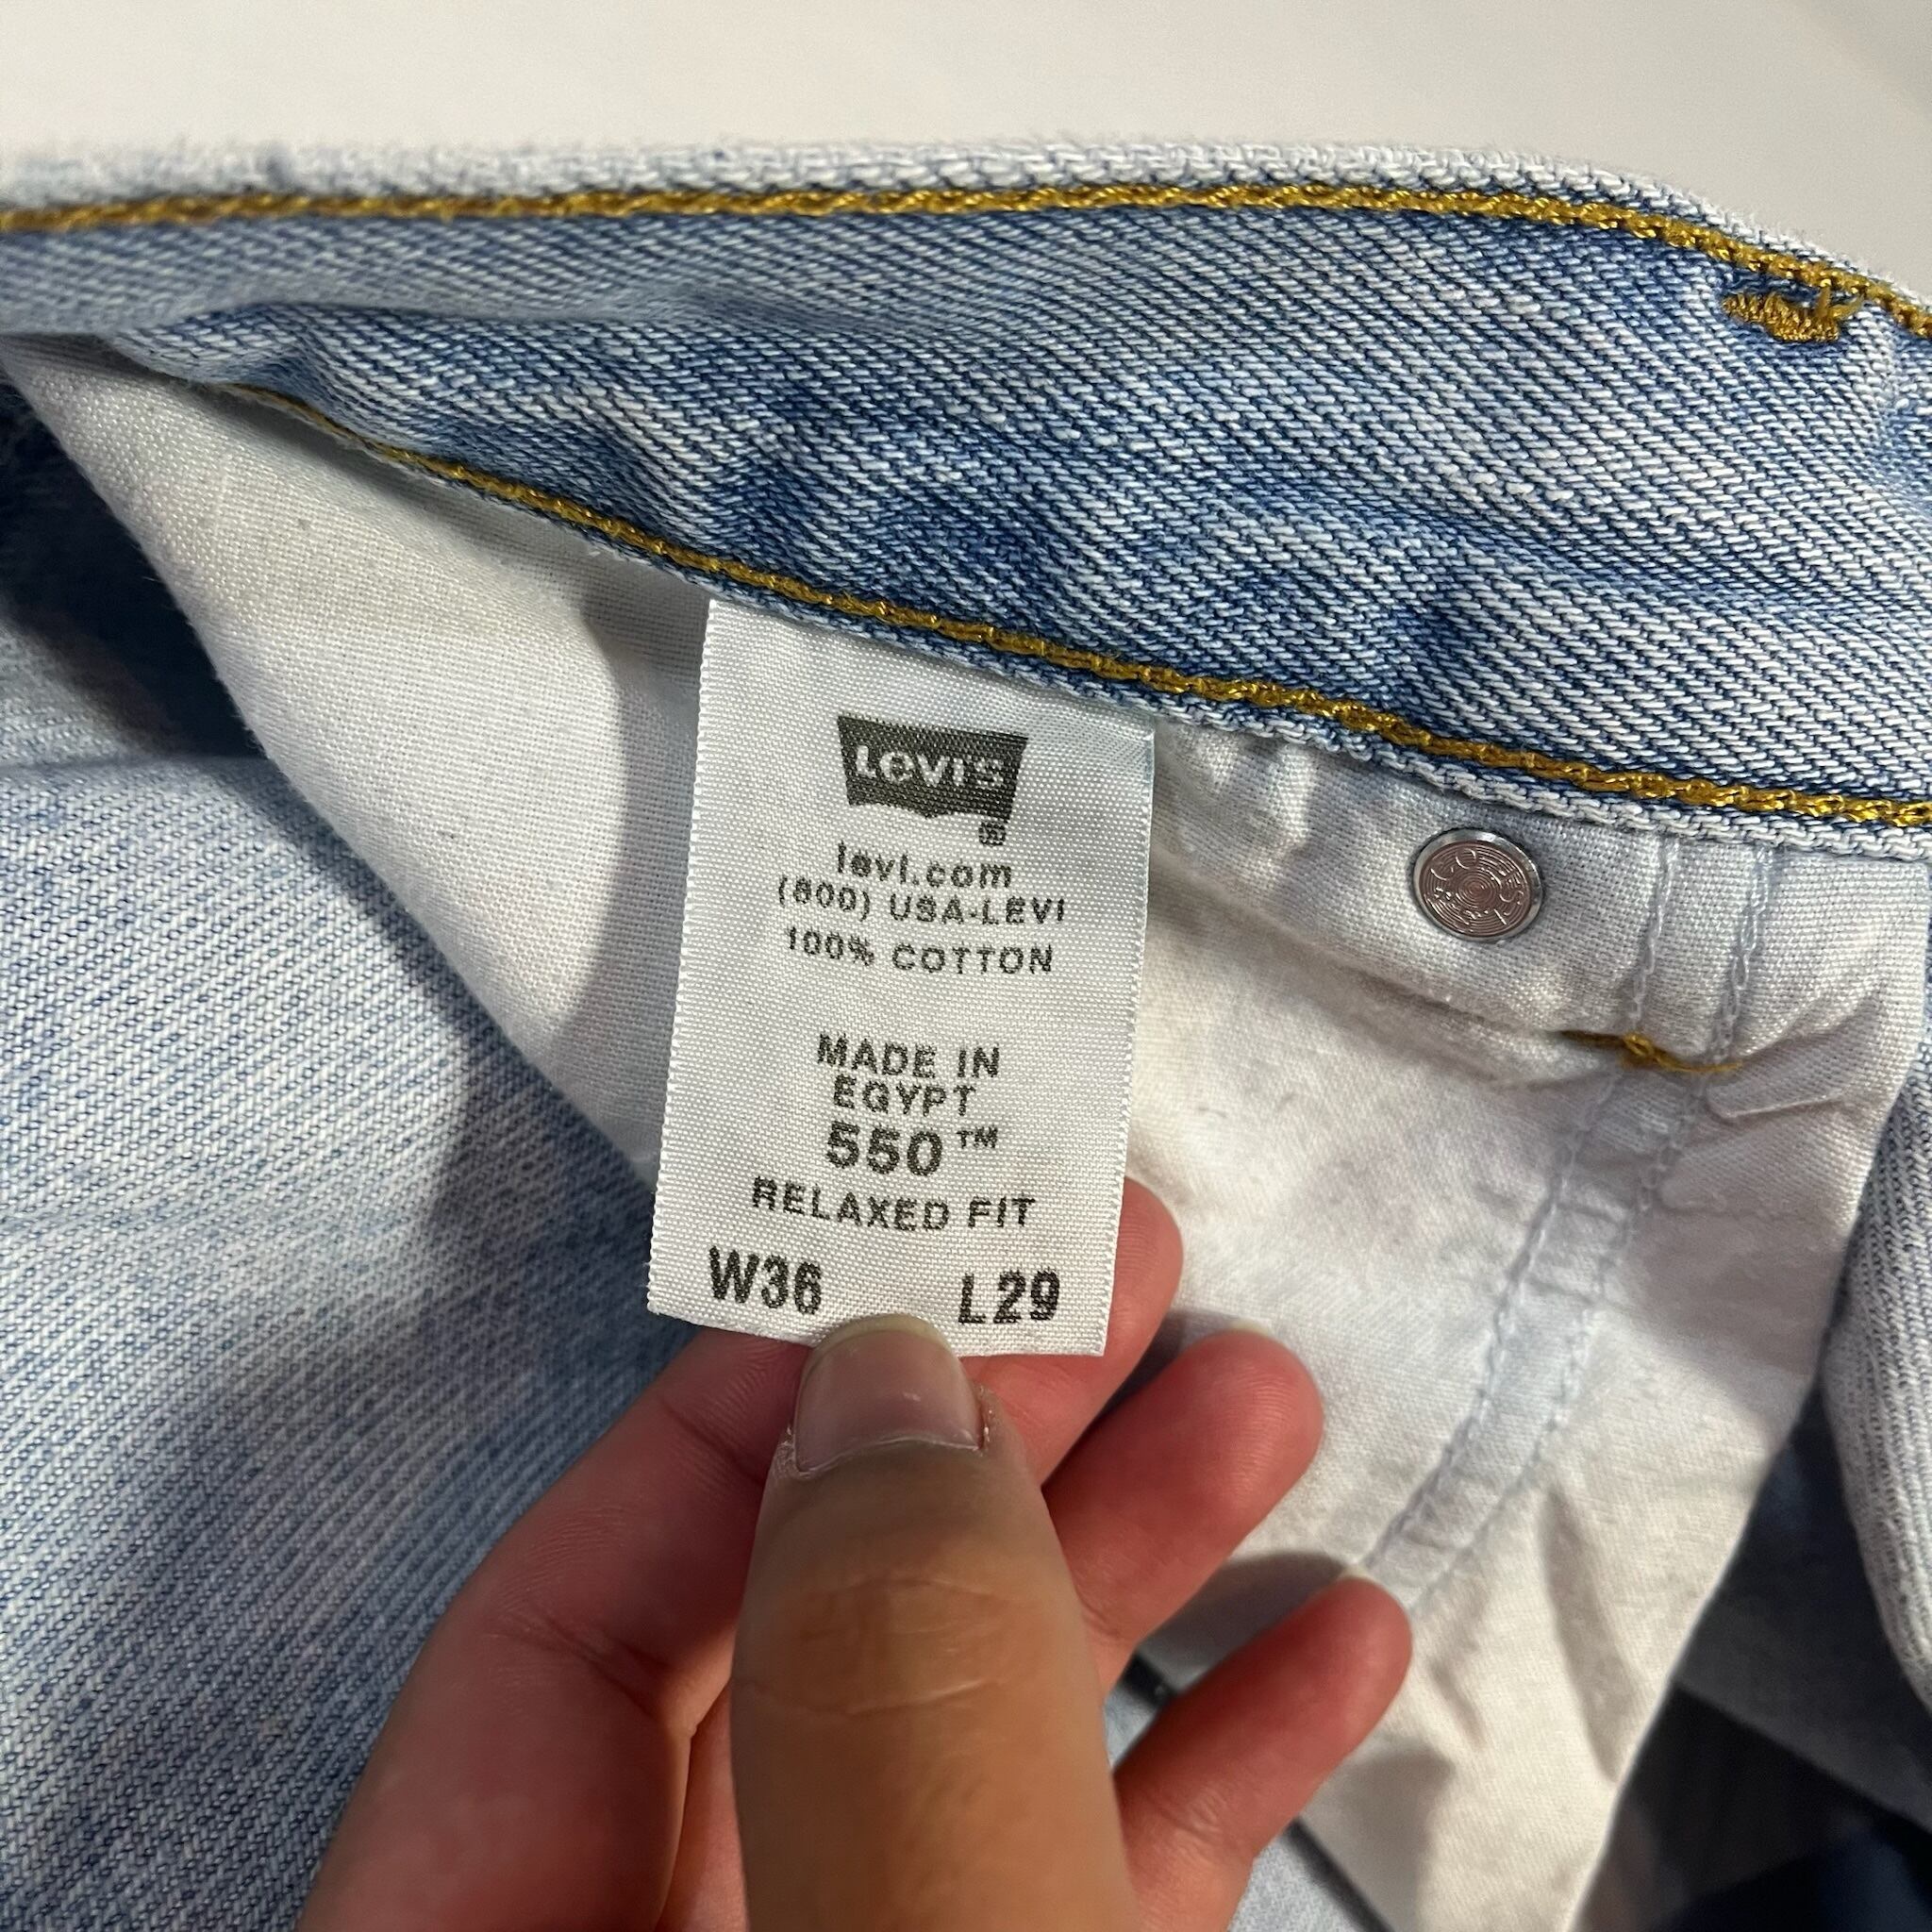 Levi's
®
levi.com
(800) USA-LEVI
100% COTTON
MADE IN
EGYPT
550™
RELAXED FIT
W36 L29